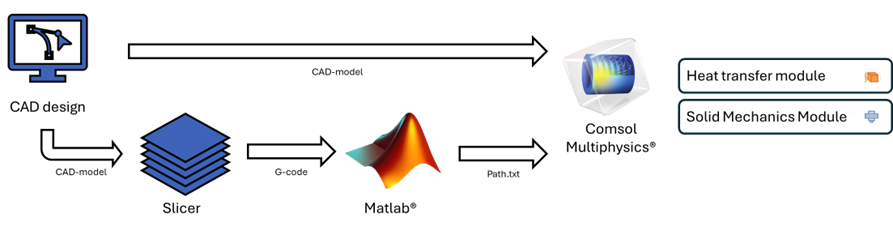 CAD-model
Heat transfer module
CAD design
Solid Mechanics Module
Comsol
Multiphysics®
CAD-model
G-code
Path.txt
Slicer
Matlab®